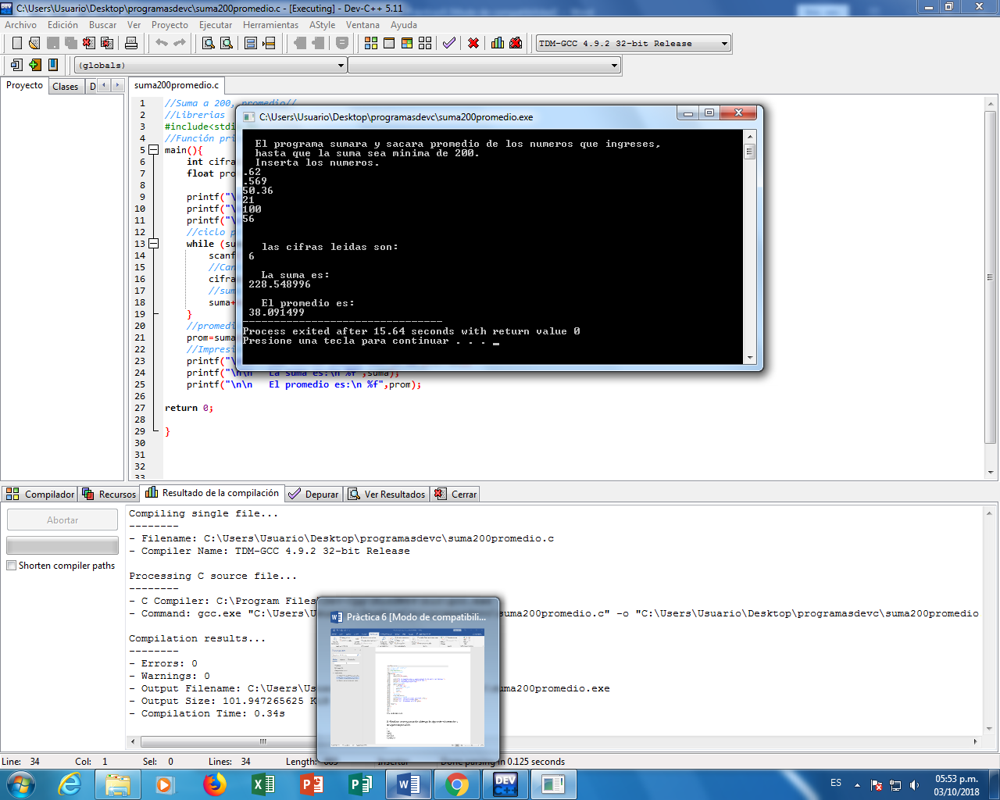 C:\Users\Usuario\Desktop\programasdevc\suma200promedio.c - [Executing] - Dev-C++ 5.11
Archivo Edición Buscar Ver Proyecto Ejecutar Herramientas AStyle Ventana Ayuda
TDM-GCC 4.9.2 32-bit Release
(globals)
Proyecto Clases D
suma200promedio.c
1 //Suma a 200, promedio//
2 //Librerias
3 #include<stdi
4 //Función pri
5 main(){
6 int cifra
7 float pro
8
9 printf("\
10 printf("\
11 printf("\
12 //ciclo p
13 while (su
14 scanf
15 //Can
16 cifra
17 //sum
18 suma+
19 }
20 //promedi
21 prom=suma
22 //Impresi
23 printf("\
24 printf("\n\n   La suma es:\n %f",suma);
25 printf("\n\n   El promedio es:\n %f",prom);
26
27 return 0;
28
29 }
30
31
32
33
C:\Users\Usuario\Desktop\programasdevc\suma200promedio.exe
El programa sumara y sacara promedio de los numeros que ingreses,
hasta que la suma sea minima de 200.
Inserta los numeros.
.62
.569
50.36
21
100
56
las cifras leidas son:
6
La suma es:
228.548996
El promedio es:
38.091499
--------------------------------
Process exited after 15.64 seconds with return value 0
Presione una tecla para continuar . . . _
Compilador Recursos Resultado de la compilación Depurar Ver Resultados Cerrar
Abortar
Shorten compiler paths
Compiling single file...
--------
- Filename: C:\Users\Usuario\Desktop\programasdevc\suma200promedio.c
- Compiler Name: TDM-GCC 4.9.2 32-bit Release
Processing C source file...
--------
- C Compiler: C:\Program Files
- Command: gcc.exe "C:\Us suma200promedio.c" -o "C:\Users\Usuario\Desktop\programasdevc\suma200promedio
Compilation results...
--------
- Errors: 0
- Warnings: 0
- Output Filename: C:\Users\Us suma200promedio.exe
- Output Size: 101.947265625 K
- Compilation Time: 0.34s
Pràctica 6 [Modo de compatibili...
Line: 34 Col: 1 Sel: 0 Lines: 34 Length: Insertar Done parsing in 0.125 seconds
DEV C++
ES
05:53 p.m.
03/10/2018